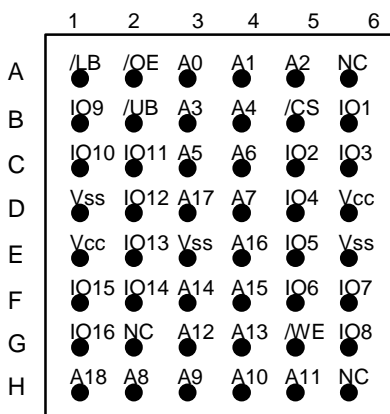 1 2 3 4 5 6
A /LB /OE A0 A1 A2 NC
B IO9 /UB A3 A4 /CS IO1
C IO10 IO11 A5 A6 IO2 IO3
D Vss IO12 A17 A7 IO4 Vcc
E Vcc IO13 Vss A16 IO5 Vss
F IO15 IO14 A14 A15 IO6 IO7
G IO16 NC A12 A13 /WE IO8
H A18 A8 A9 A10 A11 NC